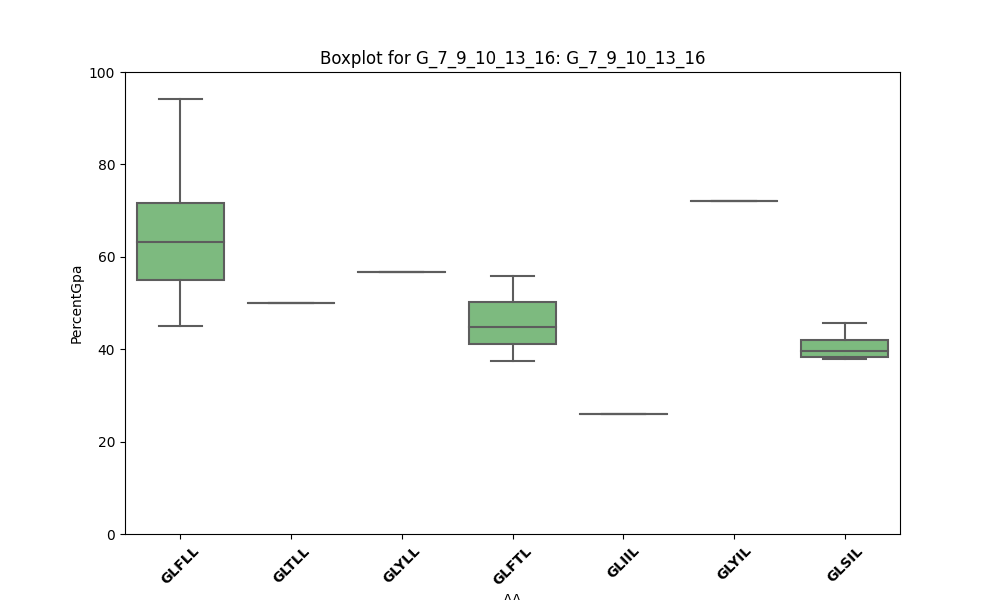 Boxplot for G_7_9_10_13_16: G_7_9_10_13_16
100
80
60
40
20
0
PercentGpa
GLFLL
GLTLL
GLYLL
GLFTL
GLIIL
GLYIL
GLSIL